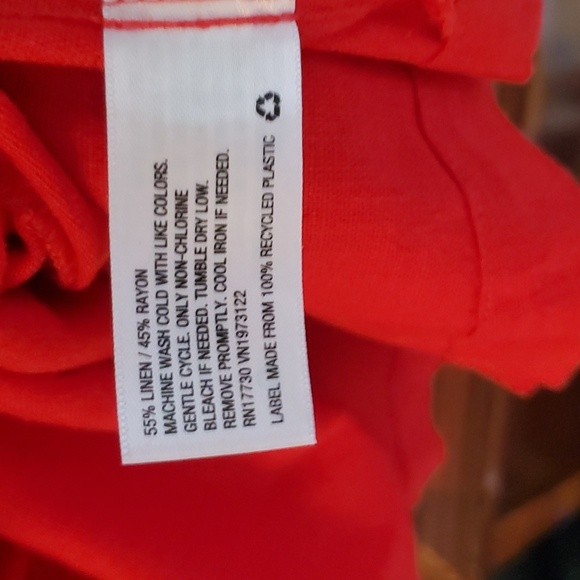 55% LINEN / 45% RAYON
MACHINE WASH COLD WITH LIKE COLORS.
GENTLE CYCLE. ONLY NON-CHLORINE
BLEACH IF NEEDED. TUMBLE DRY LOW.
REMOVE PROMPTLY. COOL IRON IF NEEDED.
RN17730 VN1973122
LABEL MADE FROM 100% RECYCLED PLASTIC